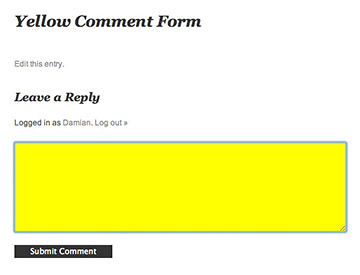 Yellow Comment Form
Edit this entry.
Leave a Reply
Logged in as Damian. Log out »
Submit Comment